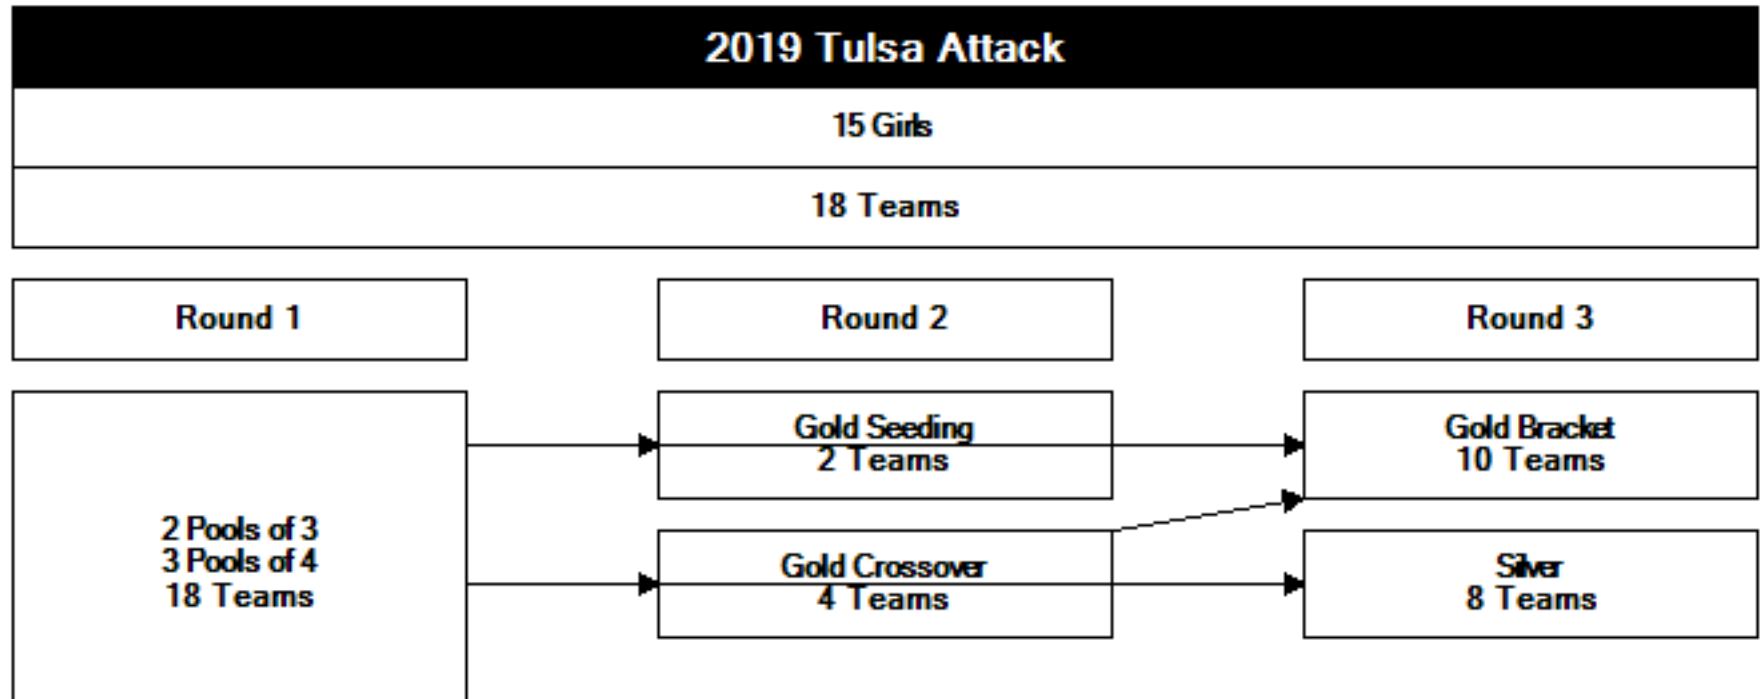 2019 Tulsa Attack
15 Girls
18 Teams
Round 1
Round 2
Round 3
2 Pools of 3
3 Pools of 4
18 Teams
Gold Seeding
2 Teams
Gold Crossover
4 Teams
Gold Bracket
10 Teams
Silver
8 Teams